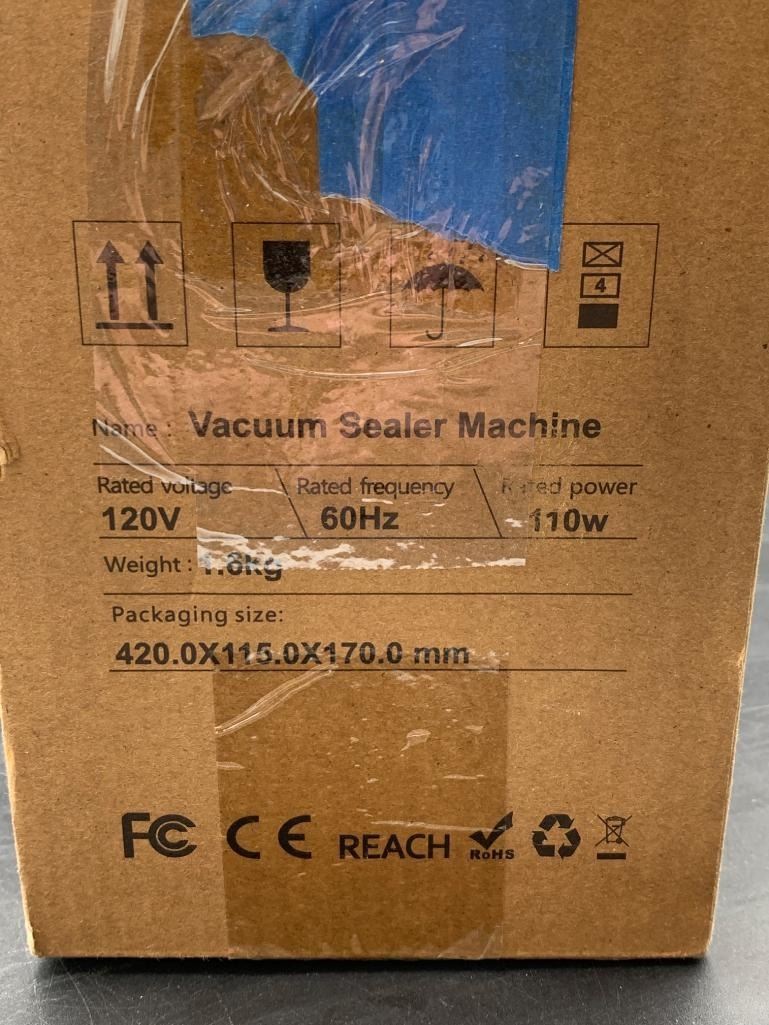 4
Name : Vacuum Sealer Machine
Rated voltage Rated frequency Rated power
120V 60Hz 110w
Weight : 1.8kg
Packaging size:
420.0X115.0X170.0 mm
FC CE REACH RoHS